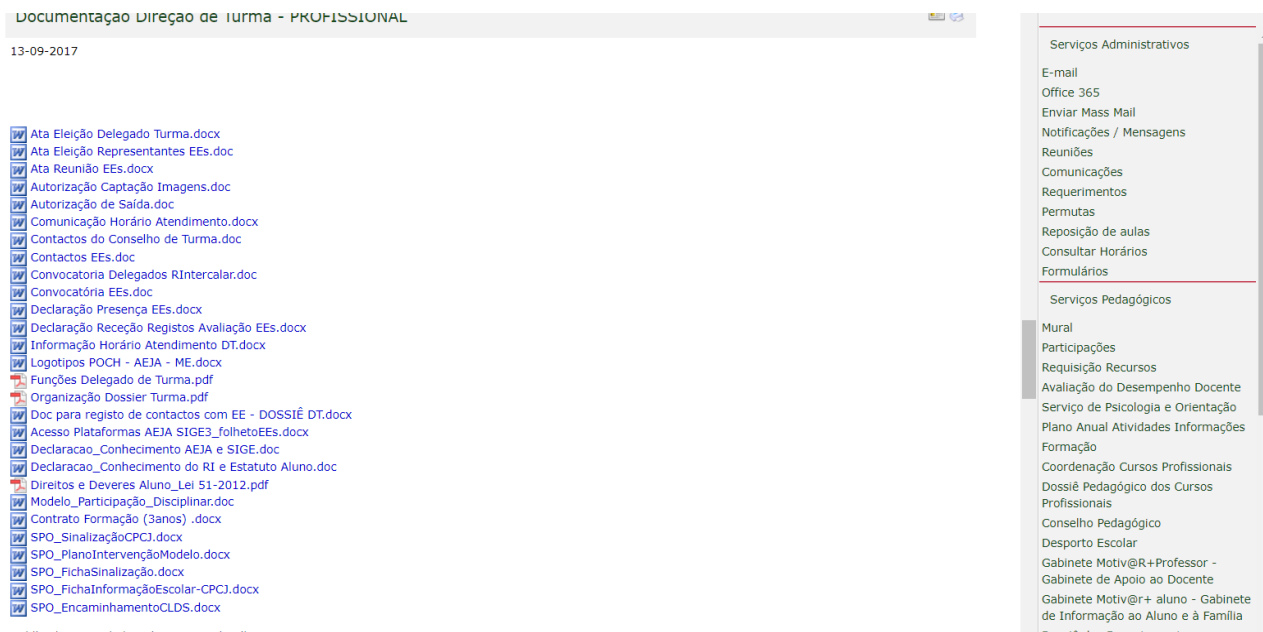 Documentação Direção de Turma - PROFISSIONAL
13-09-2017
Ata Eleição Delegado Turma.docx
Ata Eleição Representantes EEs.doc
Ata Reunião EEs.docx
Autorização Captação Imagens.doc
Autorização de Saída.doc
Comunicação Horário Atendimento.docx
Contactos do Conselho de Turma.doc
Contactos EEs.doc
Convocatoria Delegados RIntercalar.doc
Convocatória EEs.doc
Declaração Presença EEs.docx
Declaração Receção Registos Avaliação EEs.docx
Informação Horário Atendimento DT.docx
Logotipos POCH - AEJA - ME.docx
Funções Delegado de Turma.pdf
Organização Dossier Turma.pdf
Doc para registo de contactos com EE - DOSSIÊ DT.docx
Acesso Plataformas AEJA SIGE3_folhetoEEs.docx
Declaracao_Conhecimento AEJA e SIGE.doc
Declaracao_Conhecimento do RI e Estatuto Aluno.doc
Direitos e Deveres Aluno_Lei 51-2012.pdf
Modelo_Participação_Disciplinar.doc
Contrato Formação (3anos) .docx
SPO_SinalizaçãoCPCJ.docx
SPO_PlanoIntervençãoModelo.docx
SPO_FichaSinalização.docx
SPO_FichaInformaçãoEscolar-CPCJ.docx
SPO_EncaminhamentoCLDS.docx
Serviços Administrativos
E-mail
Office 365
Enviar Mass Mail
Notificações / Mensagens
Reuniões
Comunicações
Requerimentos
Permutas
Reposição de aulas
Consultar Horários
Formulários
Serviços Pedagógicos
Mural
Participações
Requisição Recursos
Avaliação do Desempenho Docente
Serviço de Psicologia e Orientação
Plano Anual Atividades Informações
Formação
Coordenação Cursos Profissionais
Dossiê Pedagógico dos Cursos
Profissionais
Conselho Pedagógico
Desporto Escolar
Gabinete Motiv@R+Professor -
Gabinete de Apoio ao Docente
Gabinete Motiv@r+ aluno - Gabinete
de Informação ao Aluno e à Família